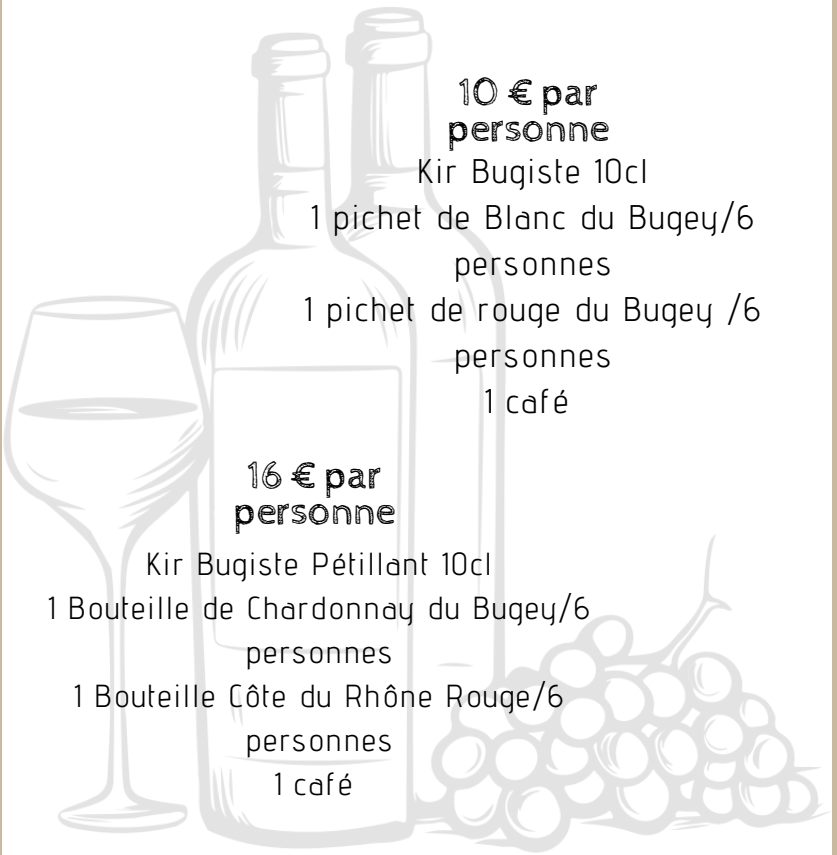 10 € par
personne
Kir Bugiste 10cl
1 pichet de Blanc du Bugey/6
personnes
1 pichet de rouge du Bugey /6
personnes
1 café
16 € par
personne
Kir Bugiste Pétillant 10cl
1 Bouteille de Chardonnay du Bugey/6
personnes
1 Bouteille Côte du Rhône Rouge/6
personnes
1 café